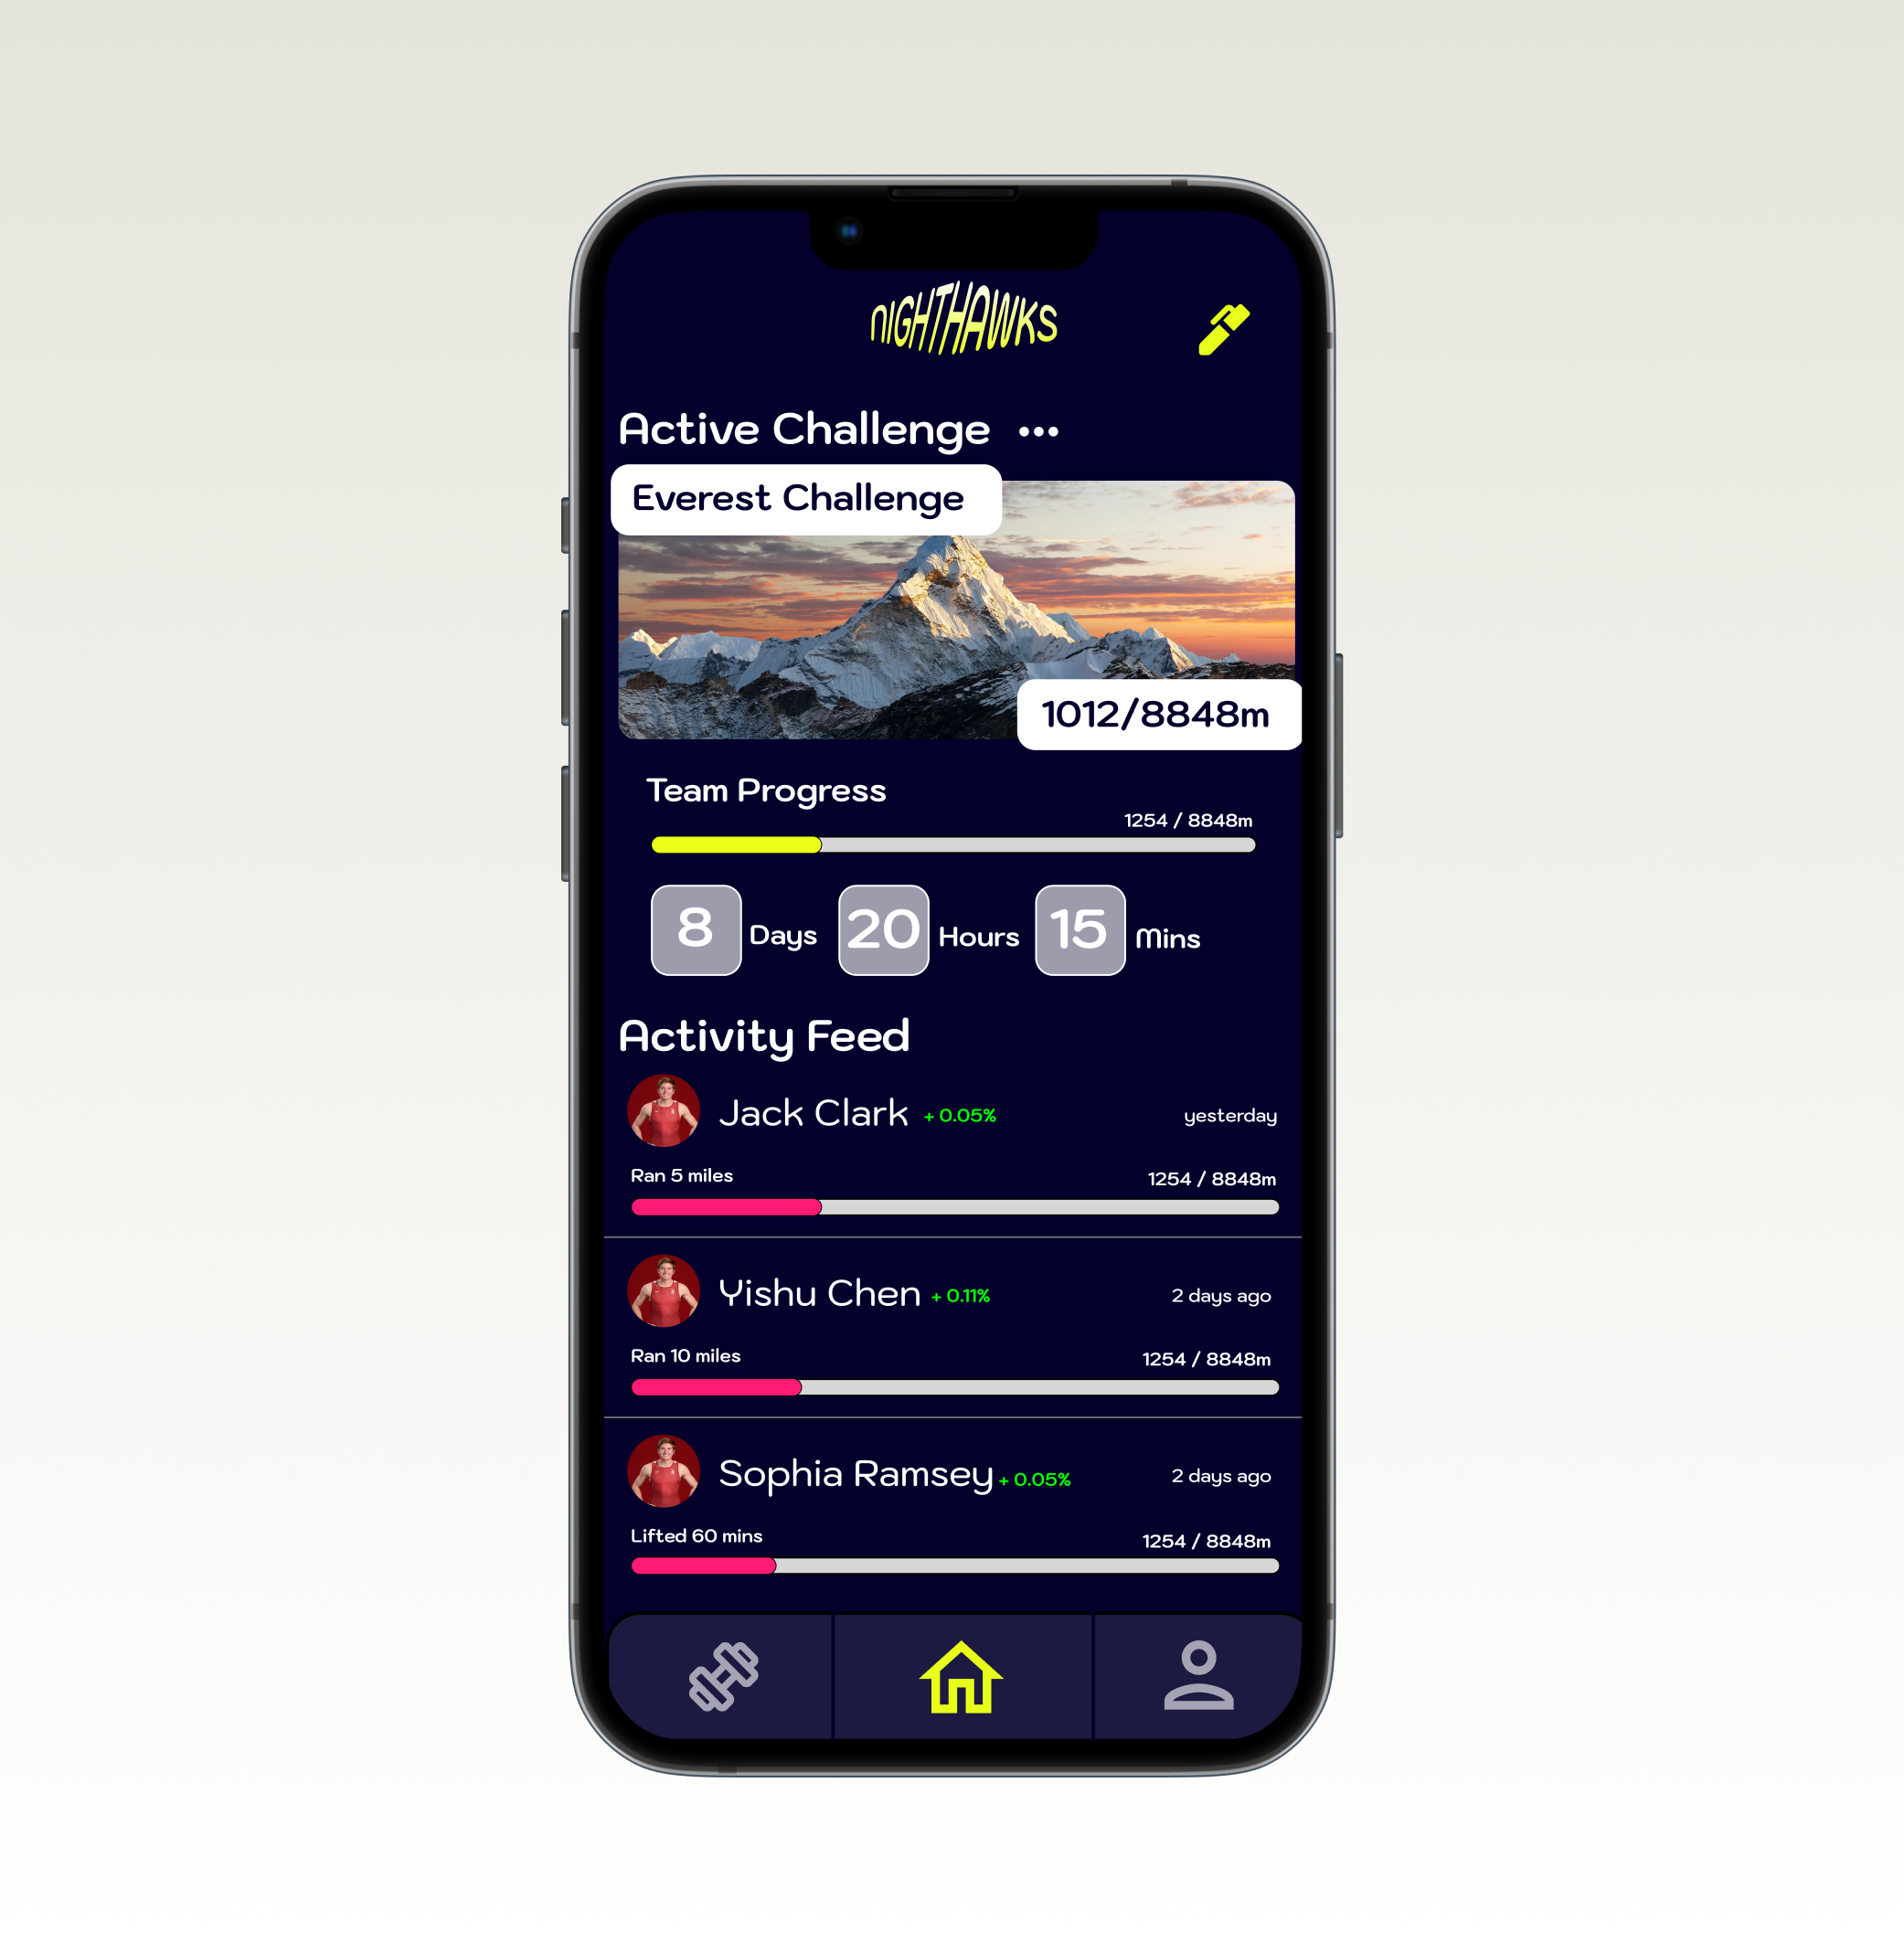 nIGHTHAWKS
Active Challenge •••
Everest Challenge
1012/8848m
Team Progress
1254 / 8848m
8 Days 20 Hours 15 Mins
Activity Feed
Jack Clark + 0.05% yesterday
Ran 5 miles 1254 / 8848m
Yishu Chen + 0.11% 2 days ago
Ran 10 miles 1254 / 8848m
Sophia Ramsey + 0.05% 2 days ago
Lifted 60 mins 1254 / 8848m